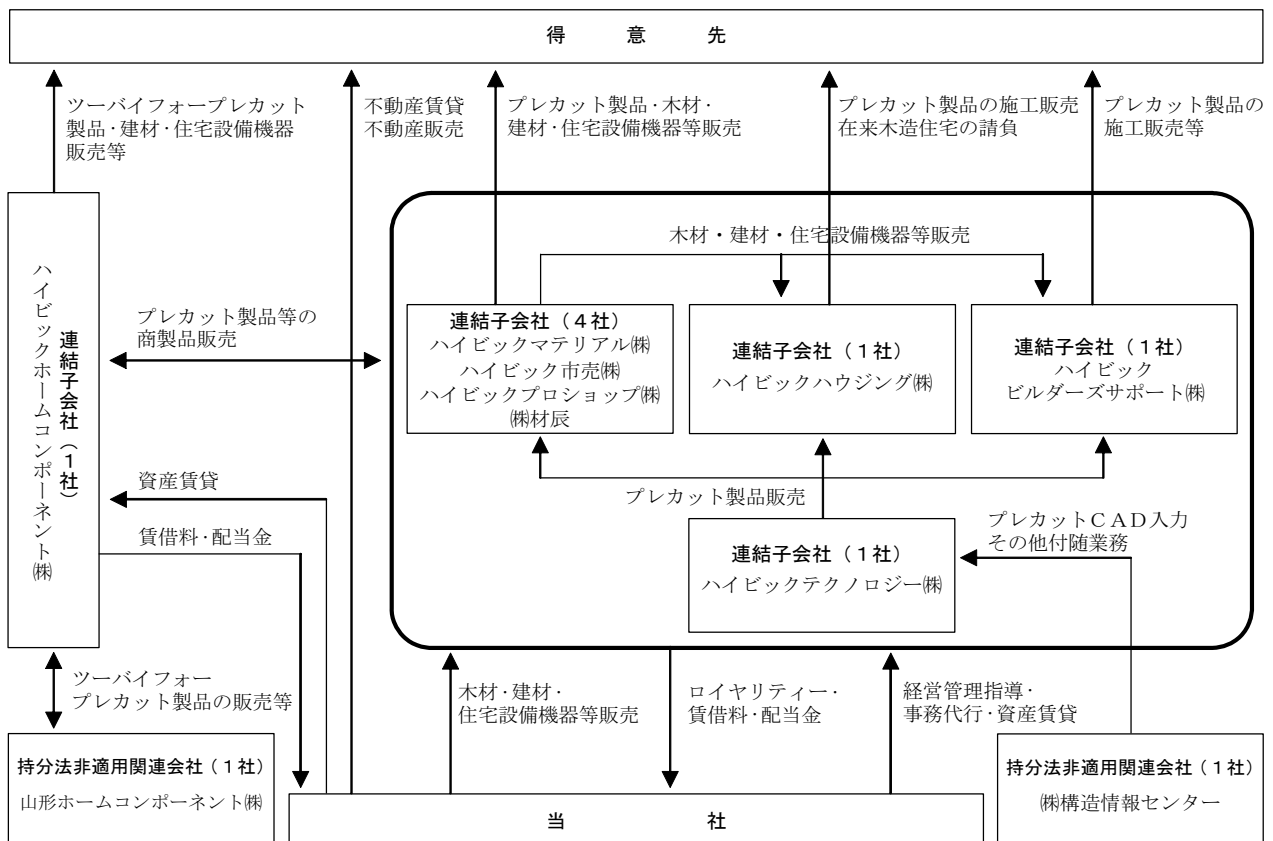 得意先
ツーバイフォープレカット
製品・建材・住宅設備機器
販売等
不動産賃貸
不動産販売
プレカット製品・木材・
建材・住宅設備機器等販売
プレカット製品の施工販売
在来木造住宅の請負
プレカット製品の
施工販売等
連結子会社（１社）
ハイビックホームコンポーネント㈱
木材・建材・住宅設備機器等販売
プレカット製品等の
商製品販売
連結子会社（４社）
ハイビックマテリアル㈱
ハイビック市売㈱
ハイビックプロショップ㈱
㈱材辰
連結子会社（１社）
ハイビックハウジング㈱
連結子会社（１社）
ハイビック
ビルダーズサポート㈱
資産賃貸
賃借料・配当金
プレカット製品販売
連結子会社（１社）
ハイビックテクノロジー㈱
プレカットＣＡＤ入力
その他付随業務
ツーバイフォー
プレカット製品の販売等
木材・建材・
住宅設備機器等販売
ロイヤリティー・
賃借料・配当金
経営管理指導・
事務代行・資産賃貸
持分法非適用関連会社（１社）
山形ホームコンポーネント㈱
当社
持分法非適用関連会社（１社）
㈱構造情報センター